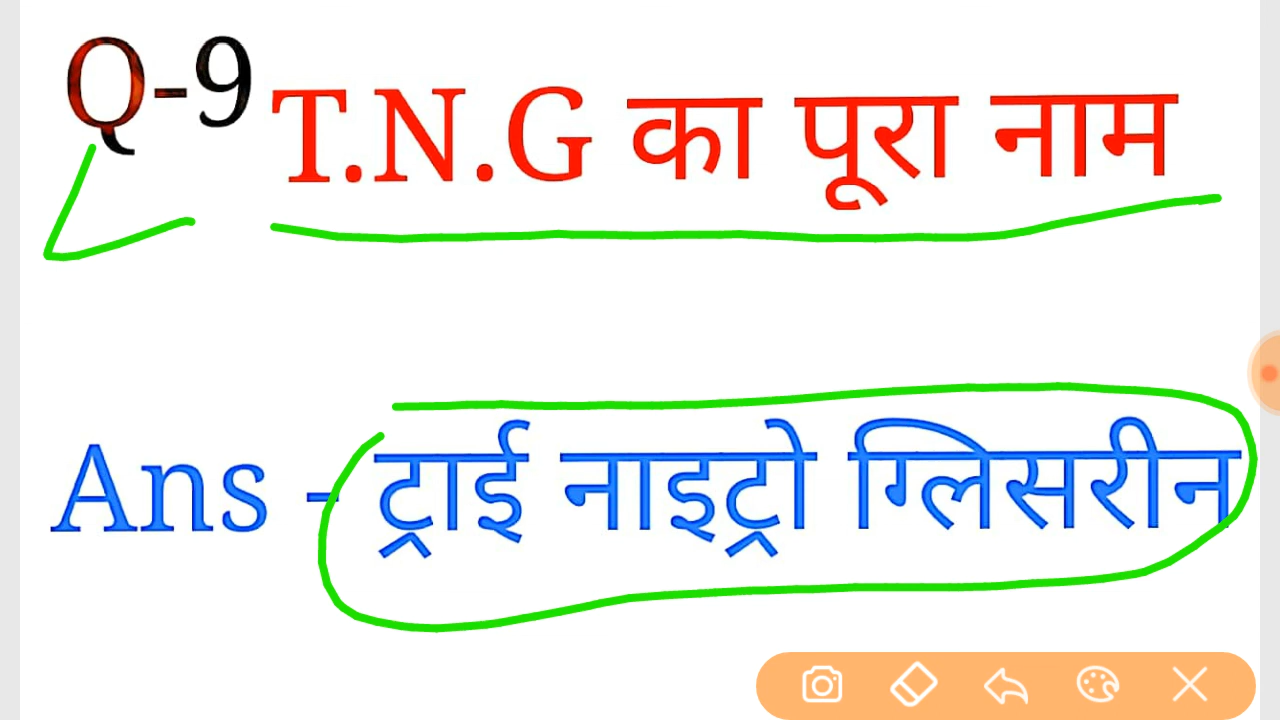 Q-9 T.N.G का पूरा नाम
Ans - ट्राई नाइट्रो ग्लिसरीन